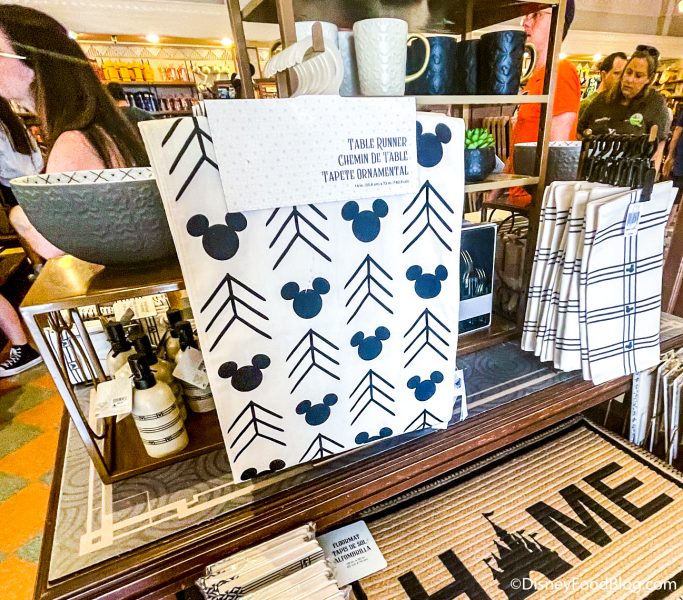 TABLE RUNNER
CHEMIN DE TABLE
TAPETE ORNAMENTAL
FLOORMAT
TAPIS DE SOL
ALFOMBRILLA
HOME
©DisneyFoodBlog.com